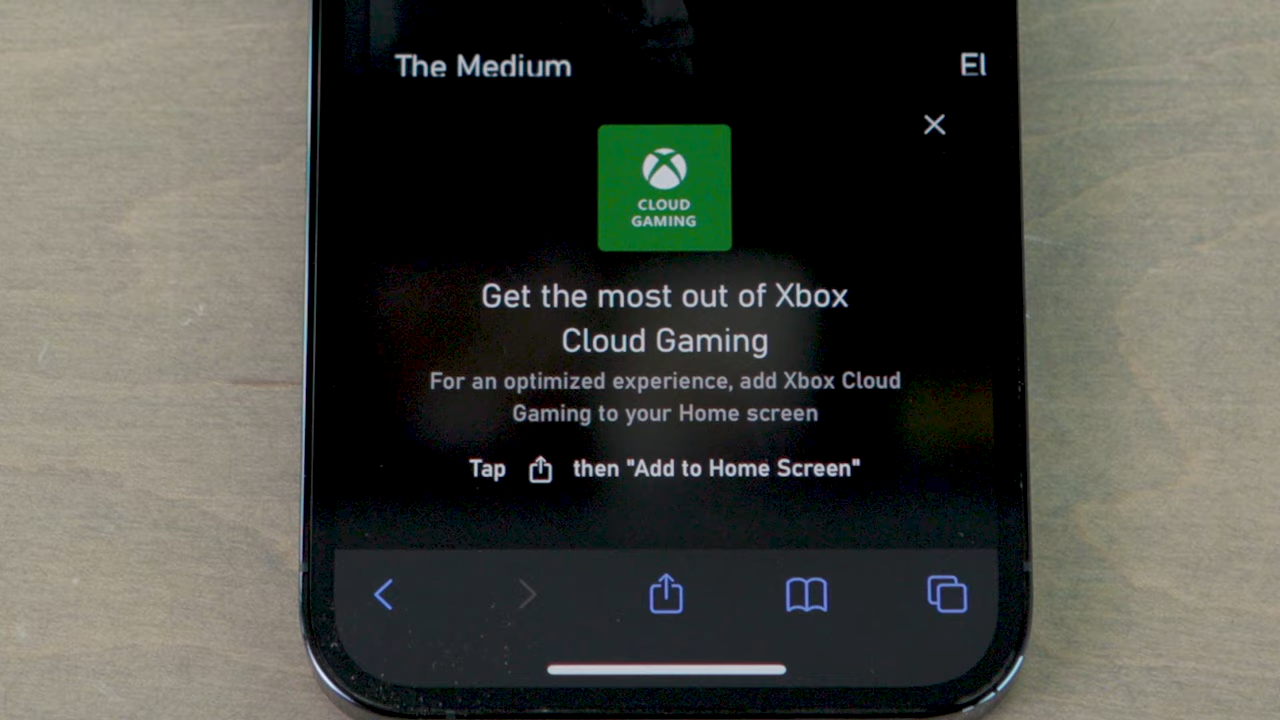 The Medium
El
CLOUD
GAMING
Get the most out of Xbox
Cloud Gaming
For an optimized experience, add Xbox Cloud
Gaming to your Home screen
Tap then "Add to Home Screen"